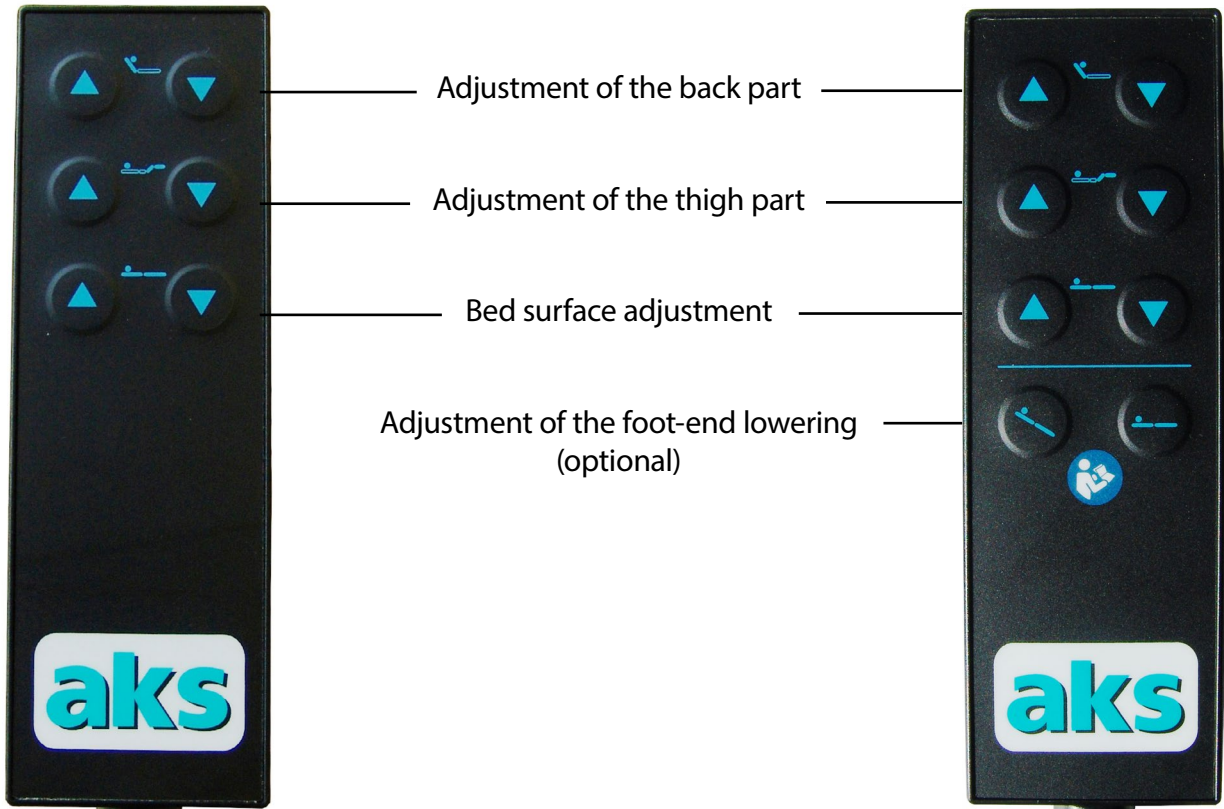 Adjustment of the back part
Adjustment of the thigh part
Bed surface adjustment
Adjustment of the foot-end lowering
(optional)
aks
aks